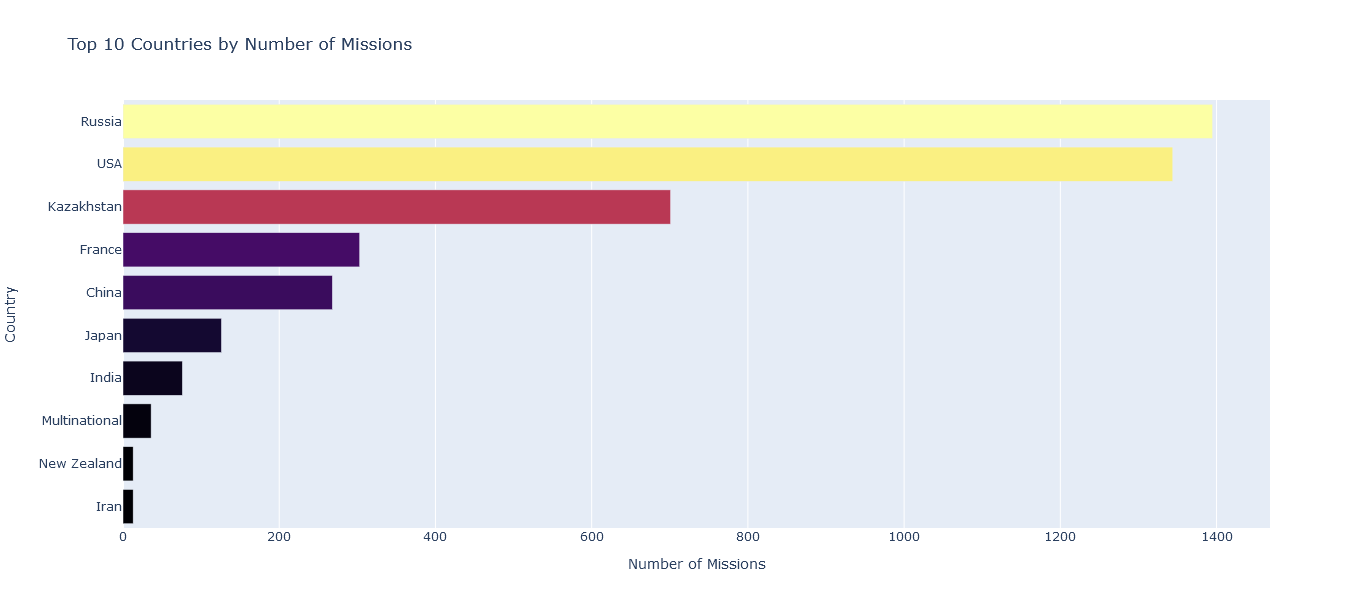 Top 10 Countries by Number of Missions
Country
Russia
USA
Kazakhstan
France
China
Japan
India
Multinational
New Zealand
Iran
0 200 400 600 800 1000 1200 1400
Number of Missions